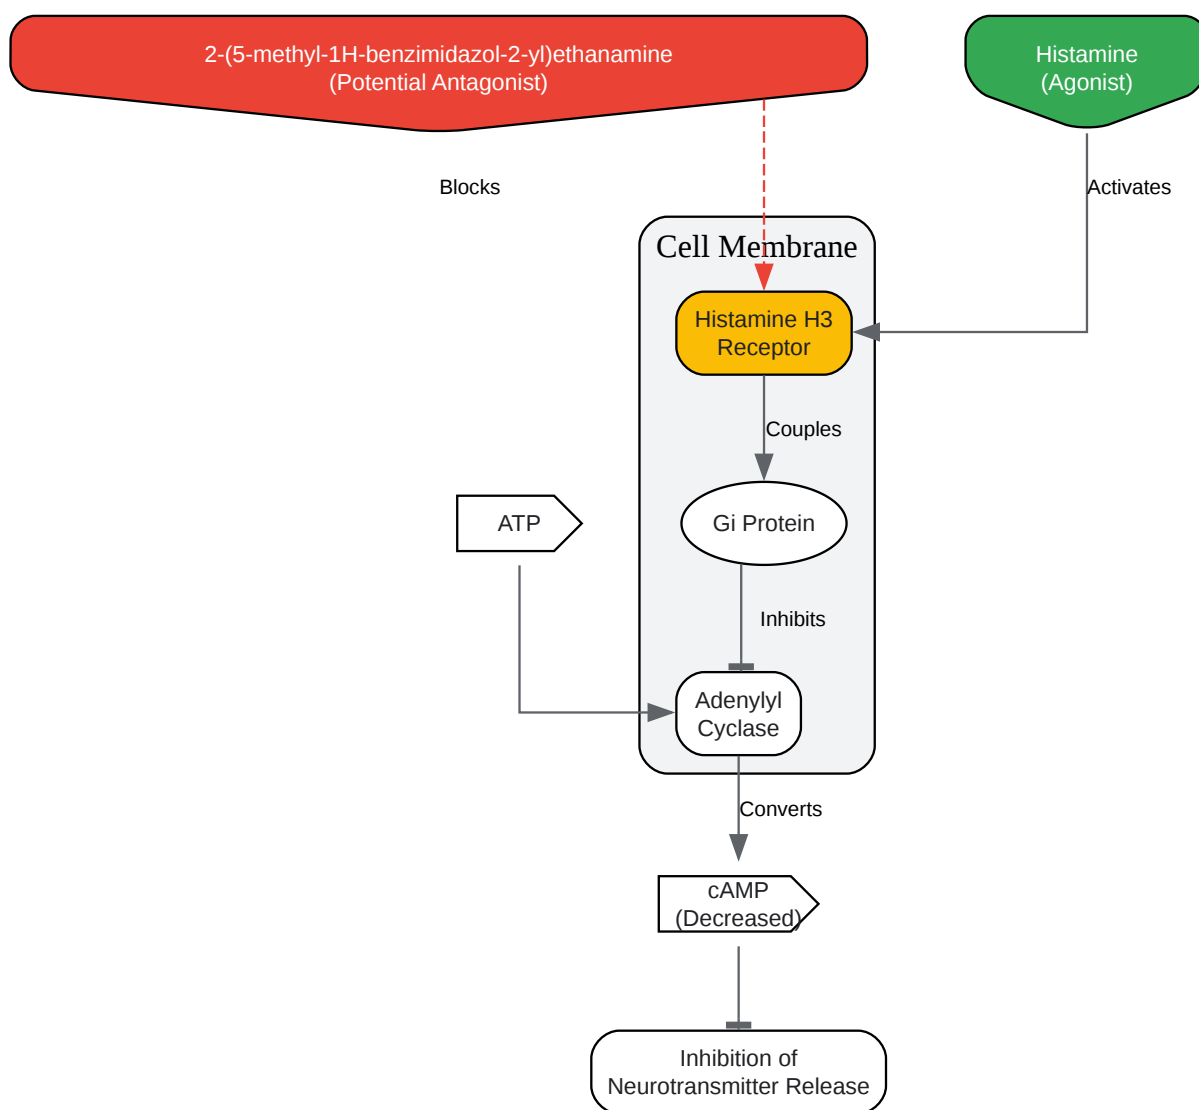 2-(5-methyl-1H-benzimidazol-2-yl)ethanamine
(Potential Antagonist)
Histamine
(Agonist)
Blocks
Activates
Cell Membrane
Histamine H3
Receptor
Couples
ATP
Gi Protein
Inhibits
Adenylyl
Cyclase
Converts
cAMP
(Decreased)
Inhibition of
Neurotransmitter Release